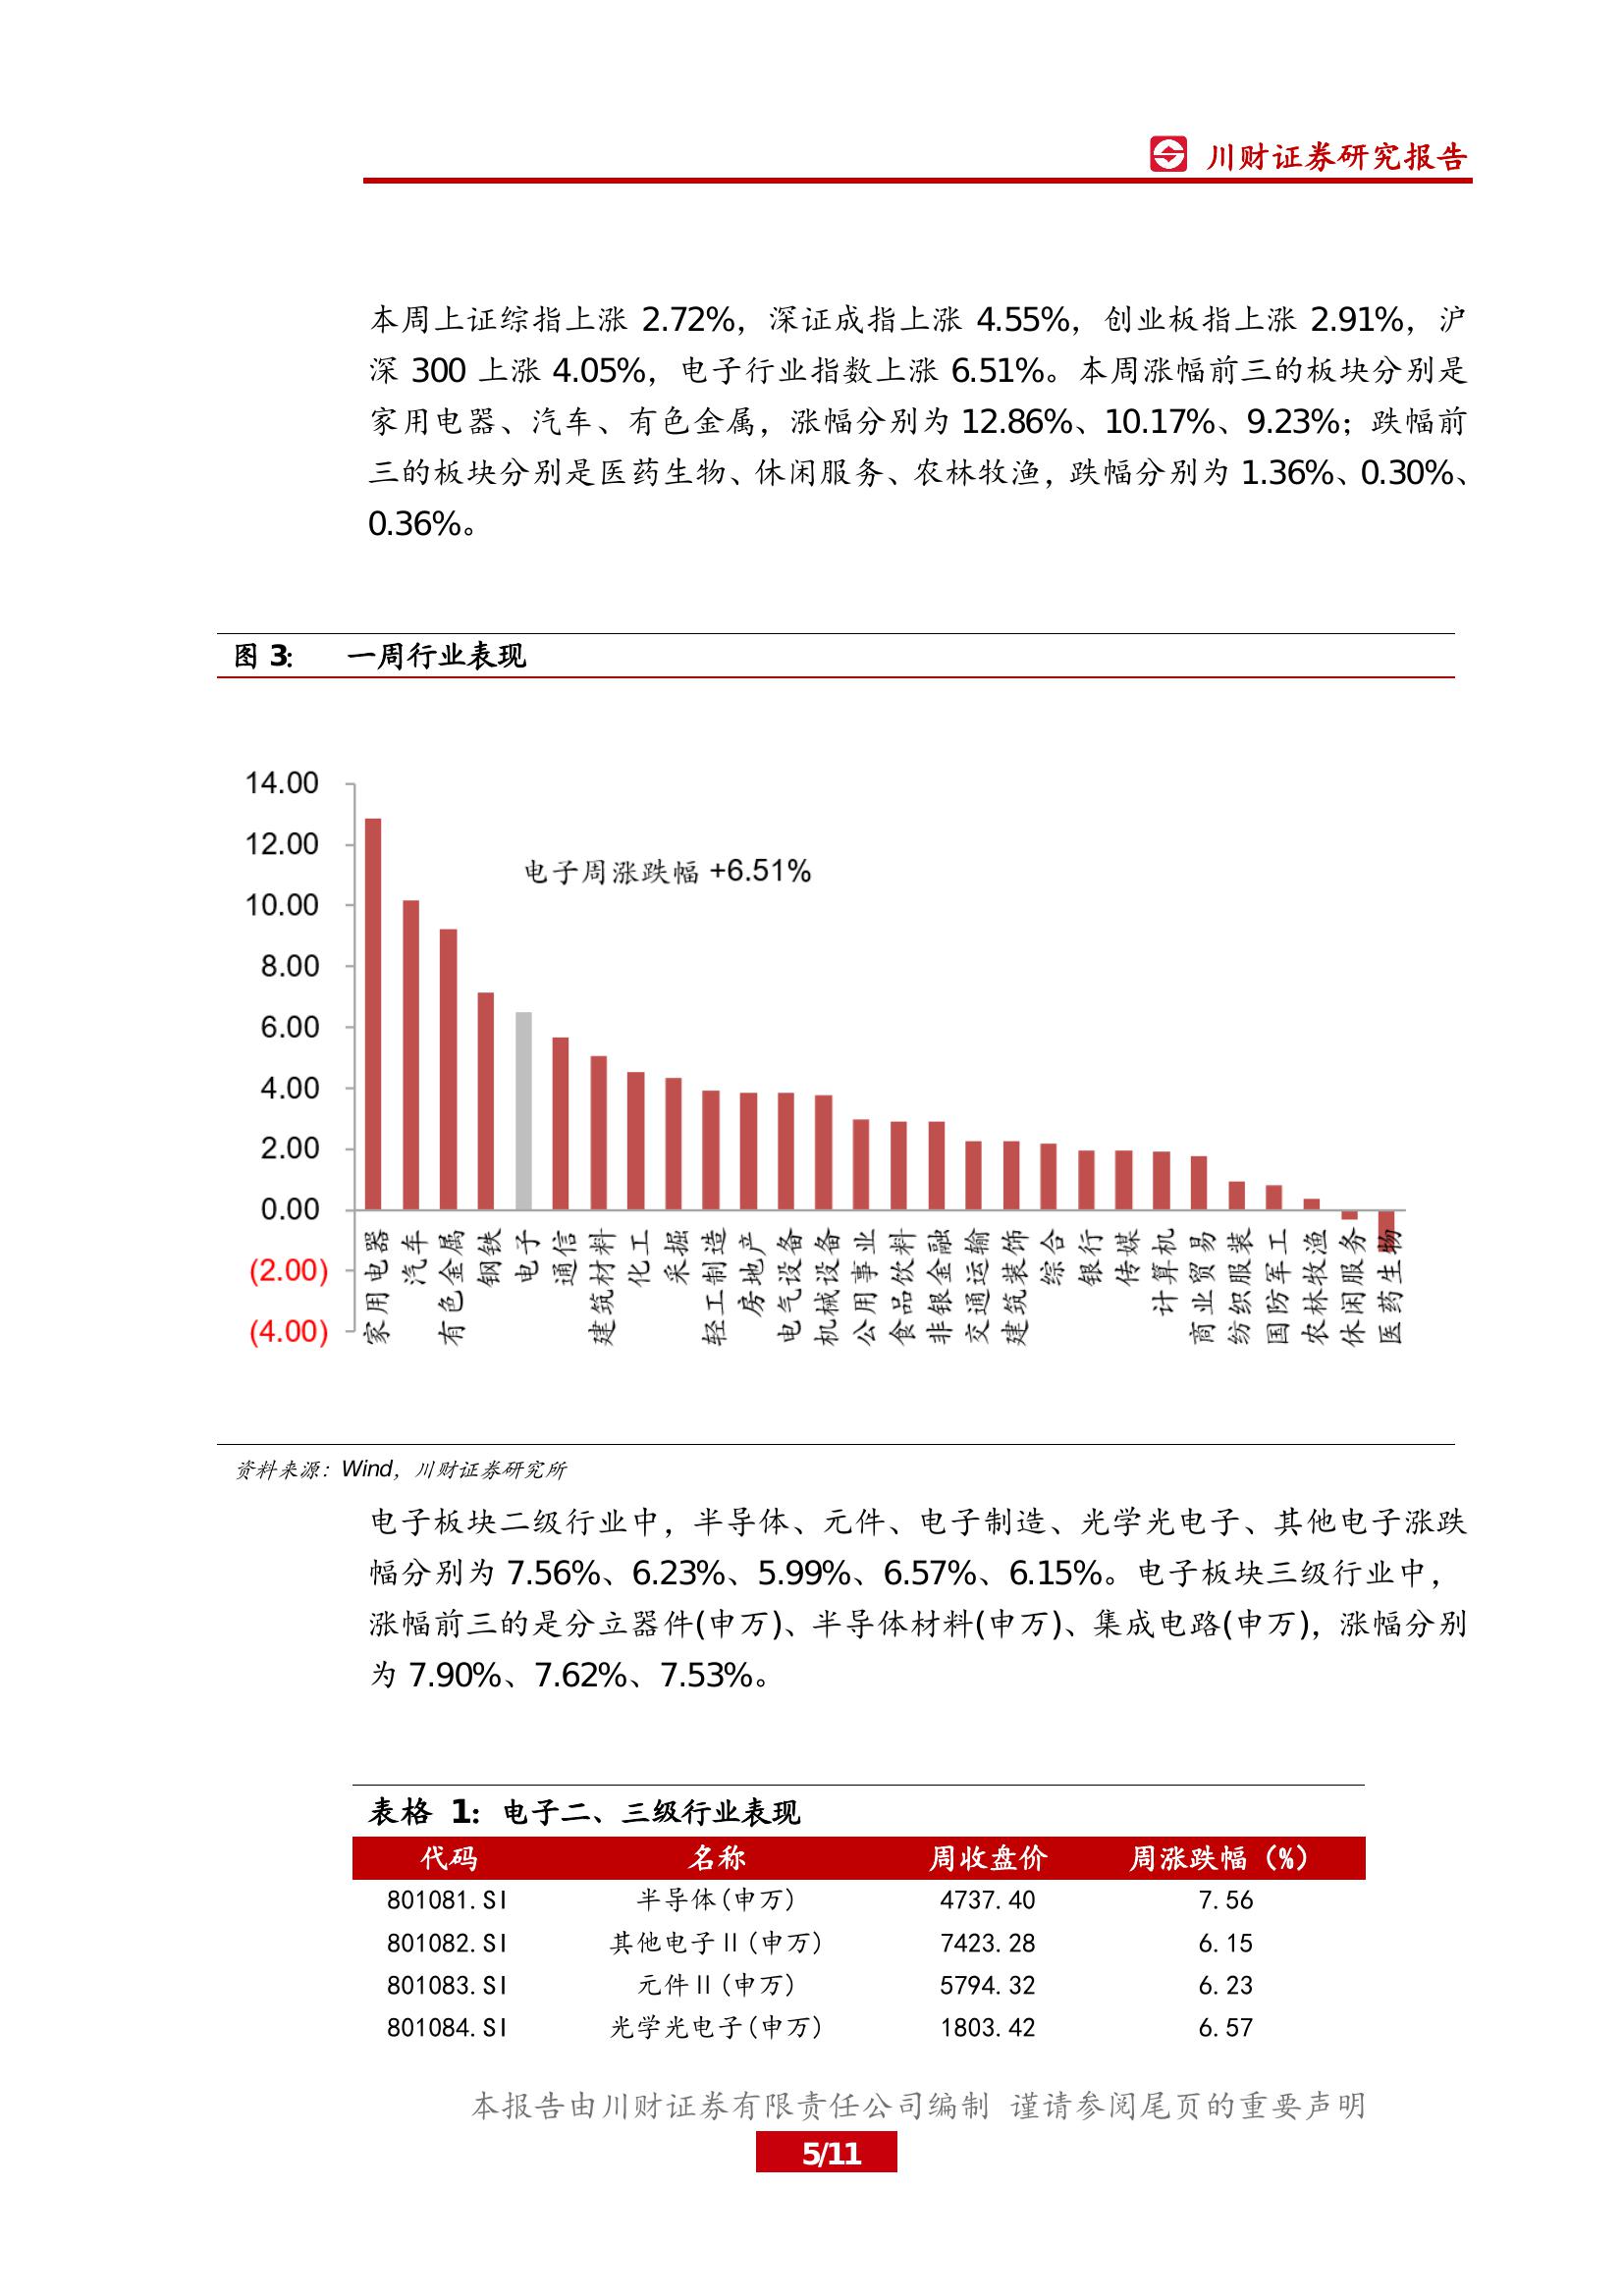 川财证券研究报告
本周上证综指上涨 2.72%，深证成指上涨 4.55%，创业板指上涨 2.91%，沪
深 300 上涨 4.05%，电子行业指数上涨 6.51%。本周涨幅前三的板块分别是
家用电器、汽车、有色金属，涨幅分别为 12.86%、10.17%、9.23%；跌幅前
三的板块分别是医药生物、休闲服务、农林牧渔，跌幅分别为 1.36%、0.30%、
0.36%。
图 3: 一周行业表现
14.00
12.00
10.00
8.00
6.00
4.00
2.00
0.00
(2.00)
(4.00)
电子周涨跌幅 +6.51%
家用电器
汽车
有色金属
钢铁
电子
通信
建筑材料
化工
采掘
轻工制造
房地产
电气设备
机械设备
公用事业
食品饮料
非银金融
交通运输
建筑装饰
综合
银行
传媒
计算机
商业贸易
纺织服装
国防军工
农林牧渔
休闲服务
医药生物
资料来源：Wind，川财证券研究所
电子板块二级行业中，半导体、元件、电子制造、光学光电子、其他电子涨跌
幅分别为 7.56%、6.23%、5.99%、6.57%、6.15%。电子板块三级行业中，
涨幅前三的是分立器件(申万)、半导体材料(申万)、集成电路(申万)，涨幅分别
为 7.90%、7.62%、7.53%。
表格 1: 电子二、三级行业表现
代码 名称 周收盘价 周涨跌幅（%）
801081.SI 半导体(申万) 4737.40 7.56
801082.SI 其他电子Ⅱ(申万) 7423.28 6.15
801083.SI 元件Ⅱ(申万) 5794.32 6.23
801084.SI 光学光电子(申万) 1803.42 6.57
本报告由川财证券有限责任公司编制 谨请参阅尾页的重要声明
5/11